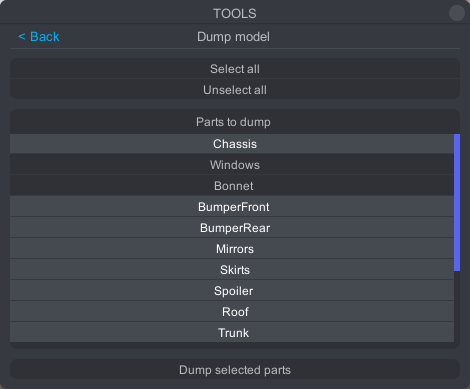 TOOLS
< Back
Dump model
Select all
Unselect all
Parts to dump
Chassis
Windows
Bonnet
BumperFront
BumperRear
Mirrors
Skirts
Spoiler
Roof
Trunk
Dump selected parts